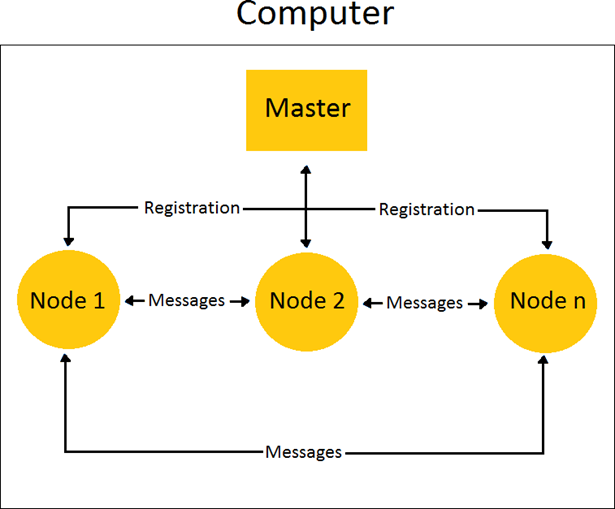 Computer
Master
Registration
Registration
Node 1
Messages
Node 2
Messages
Node n
Messages